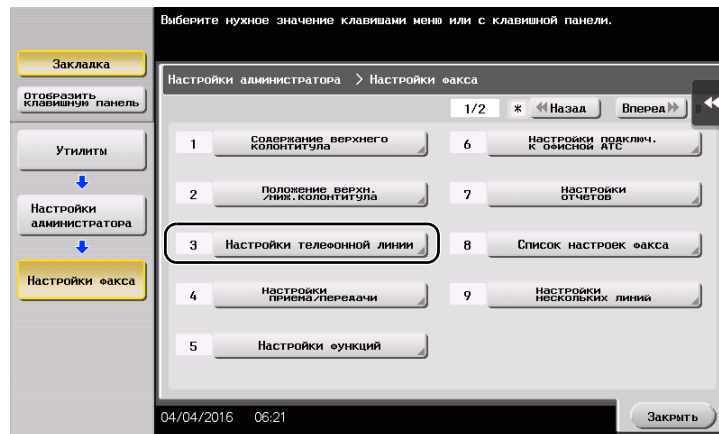 Выберите нужное значение клавишами меню или с клавишной панели.
Закладка
Отобразить
клавишную панель
Утилиты
Настройки
администратора
Настройки факса
Настройки администратора > Настройки факса
1/2 * Назад Вперед
1 Содержание верхнего
колонтитула
2 Положение верхн.
/ниж.колонтитула
3 Настройки телефонной линии
4 Настройки
приема/передачи
5 Настройки функций
6 Настройки подключ.
к офисной АТС
7 Настройки
отчетов
8 Список настроек факса
9 Настройки
нескольких линий
04/04/2016 06:21
Закрыть